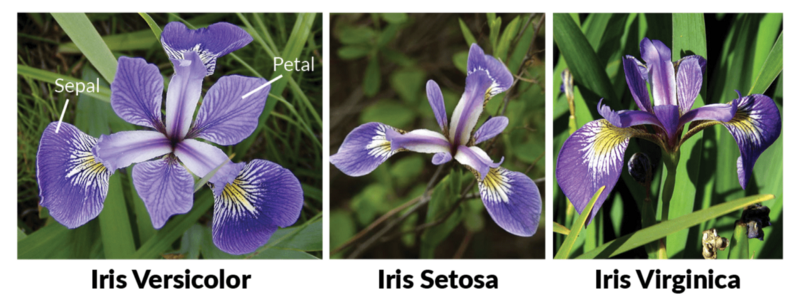 Sepal
Petal
Iris Versicolor
Iris Setosa
Iris Virginica